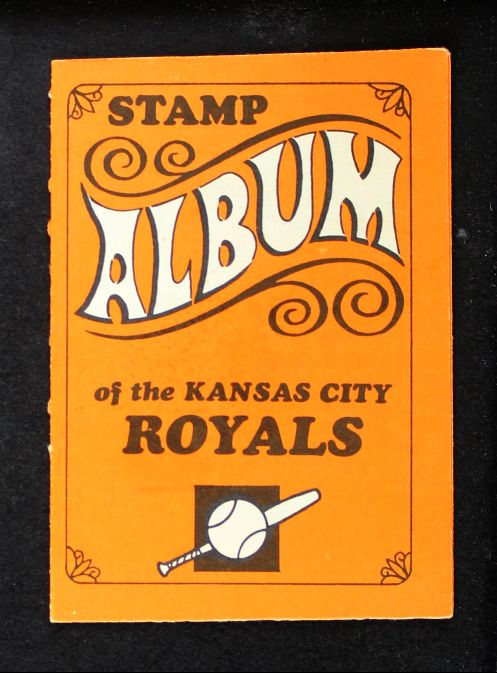 STAMP
ALBUM
of the KANSAS CITY
ROYALS